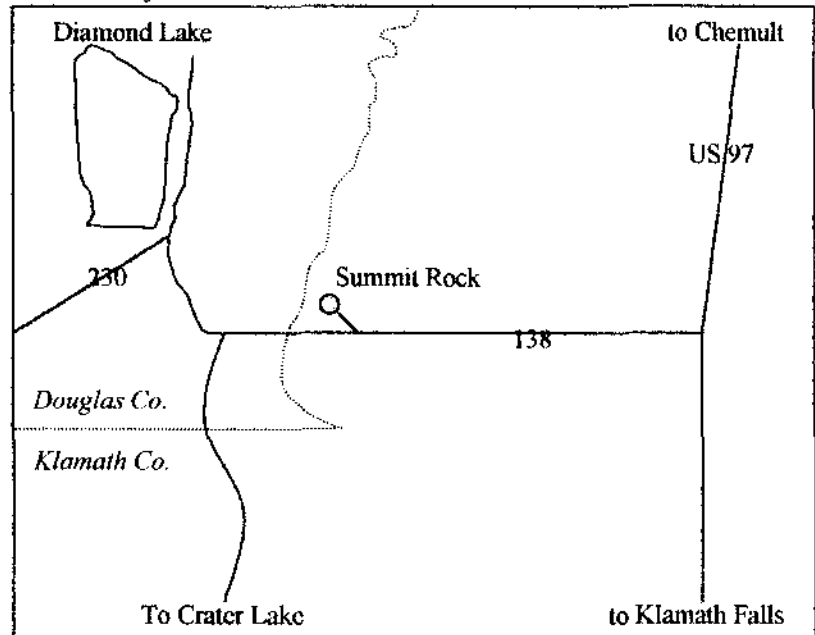 Diamond Lake
to Chemult
US 97
230
Summit Rock
138
Douglas Co.
Klamath Co.
To Crater Lake
to Klamath Falls